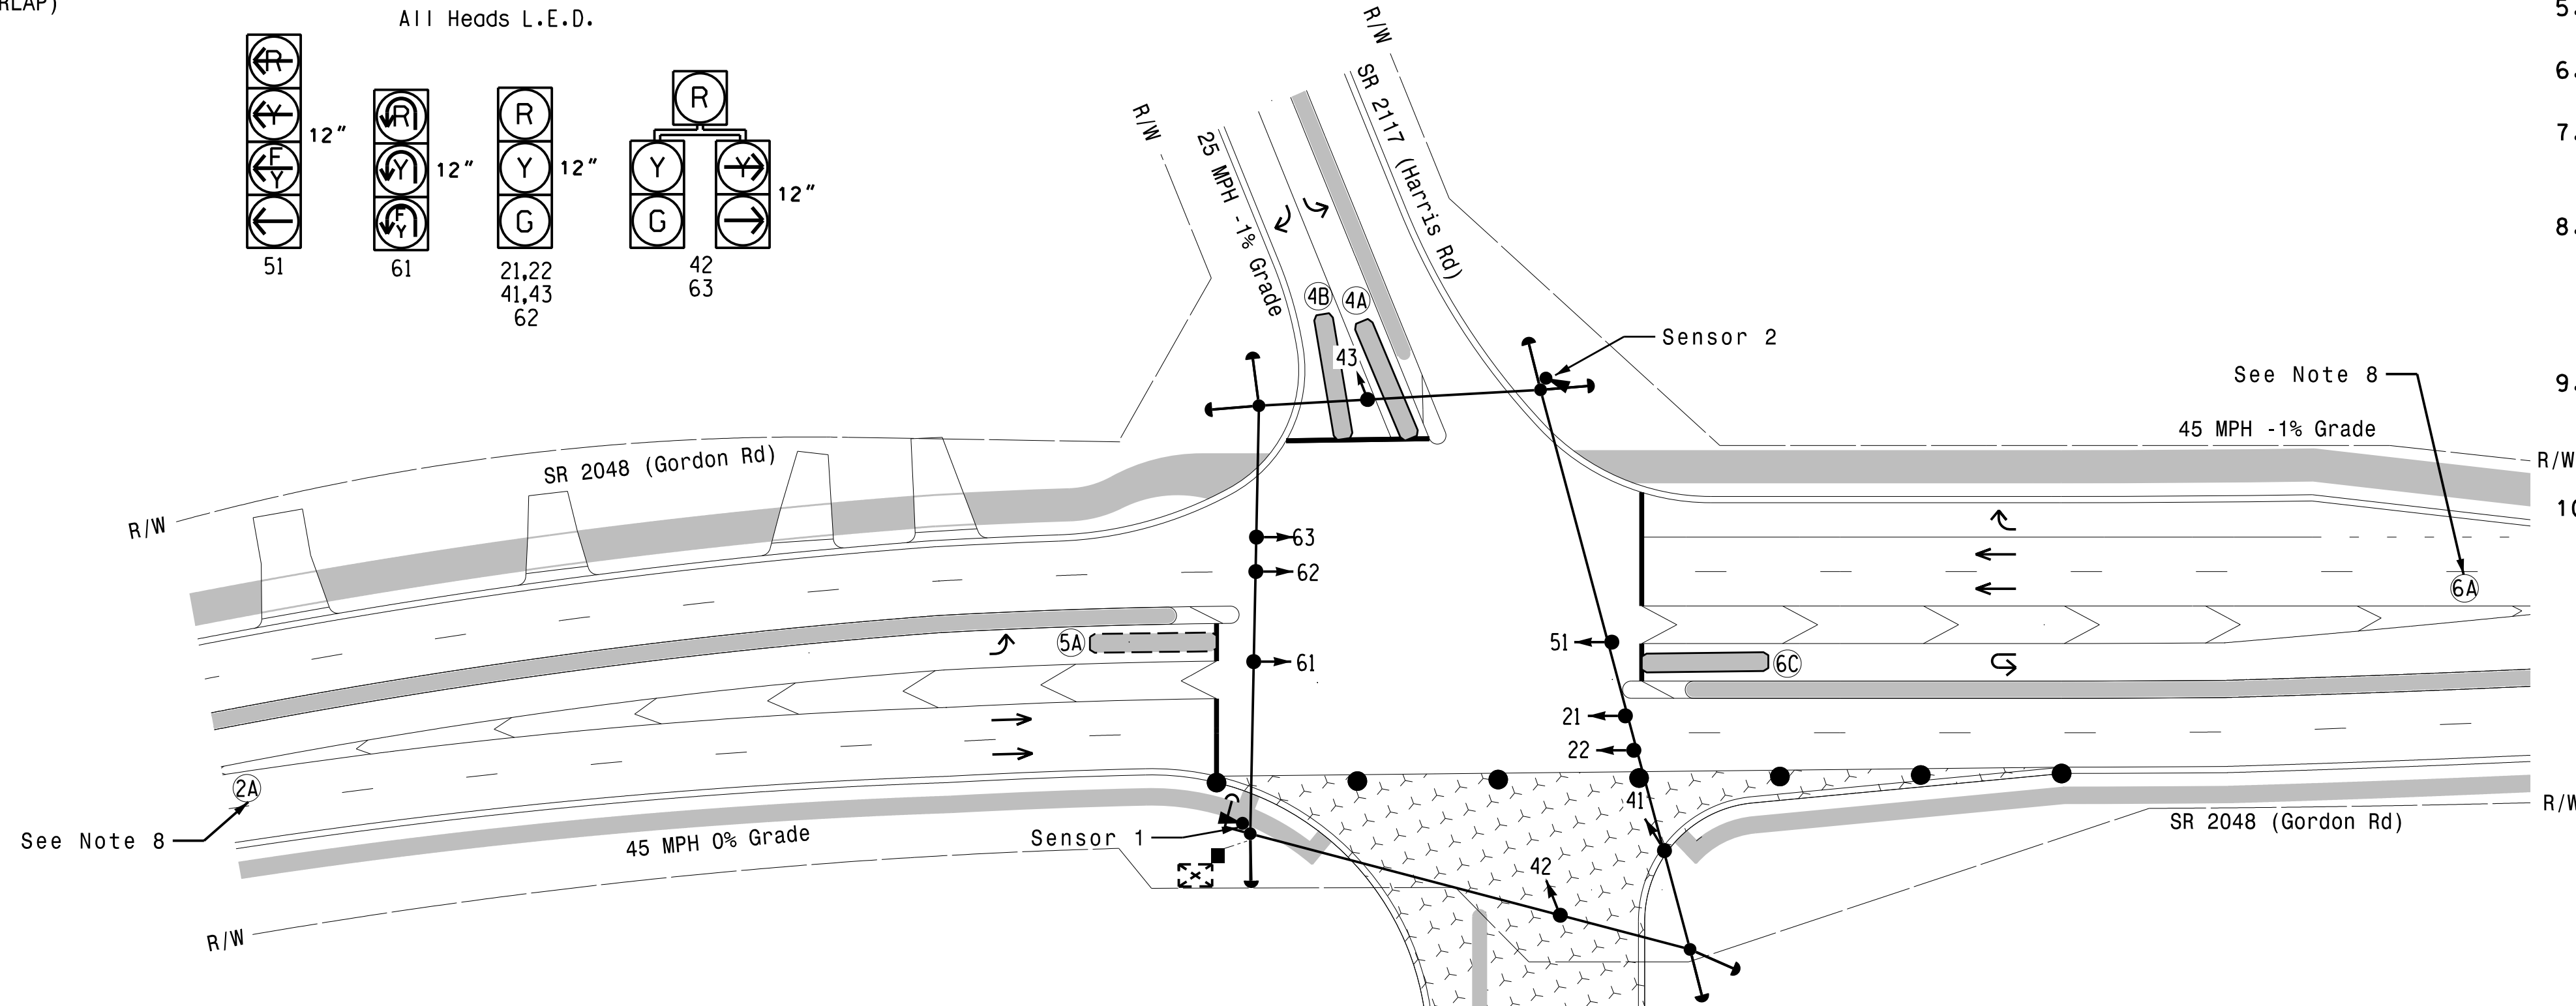 RLAP)
All Heads L.E.D.
R
Y
F
Y
12"
51
R
Y
F
Y
12"
61
R
Y
G
12"
21,22
41,43
62
R
Y
Y
G
12"
42
63
5.
6.
7.
8.
9.
10
R/W
R/W
25 MPH -1% Grade
SR 2117 (Harris Rd)
4B
4A
43
Sensor 2
See Note 8
45 MPH -1% Grade
R/W
SR 2048 (Gordon Rd)
R/W
63
62
6A
5A
61
51
6C
21
22
2A
See Note 8
41
45 MPH 0% Grade
Sensor 1
42
SR 2048 (Gordon Rd)
R/W
R/W